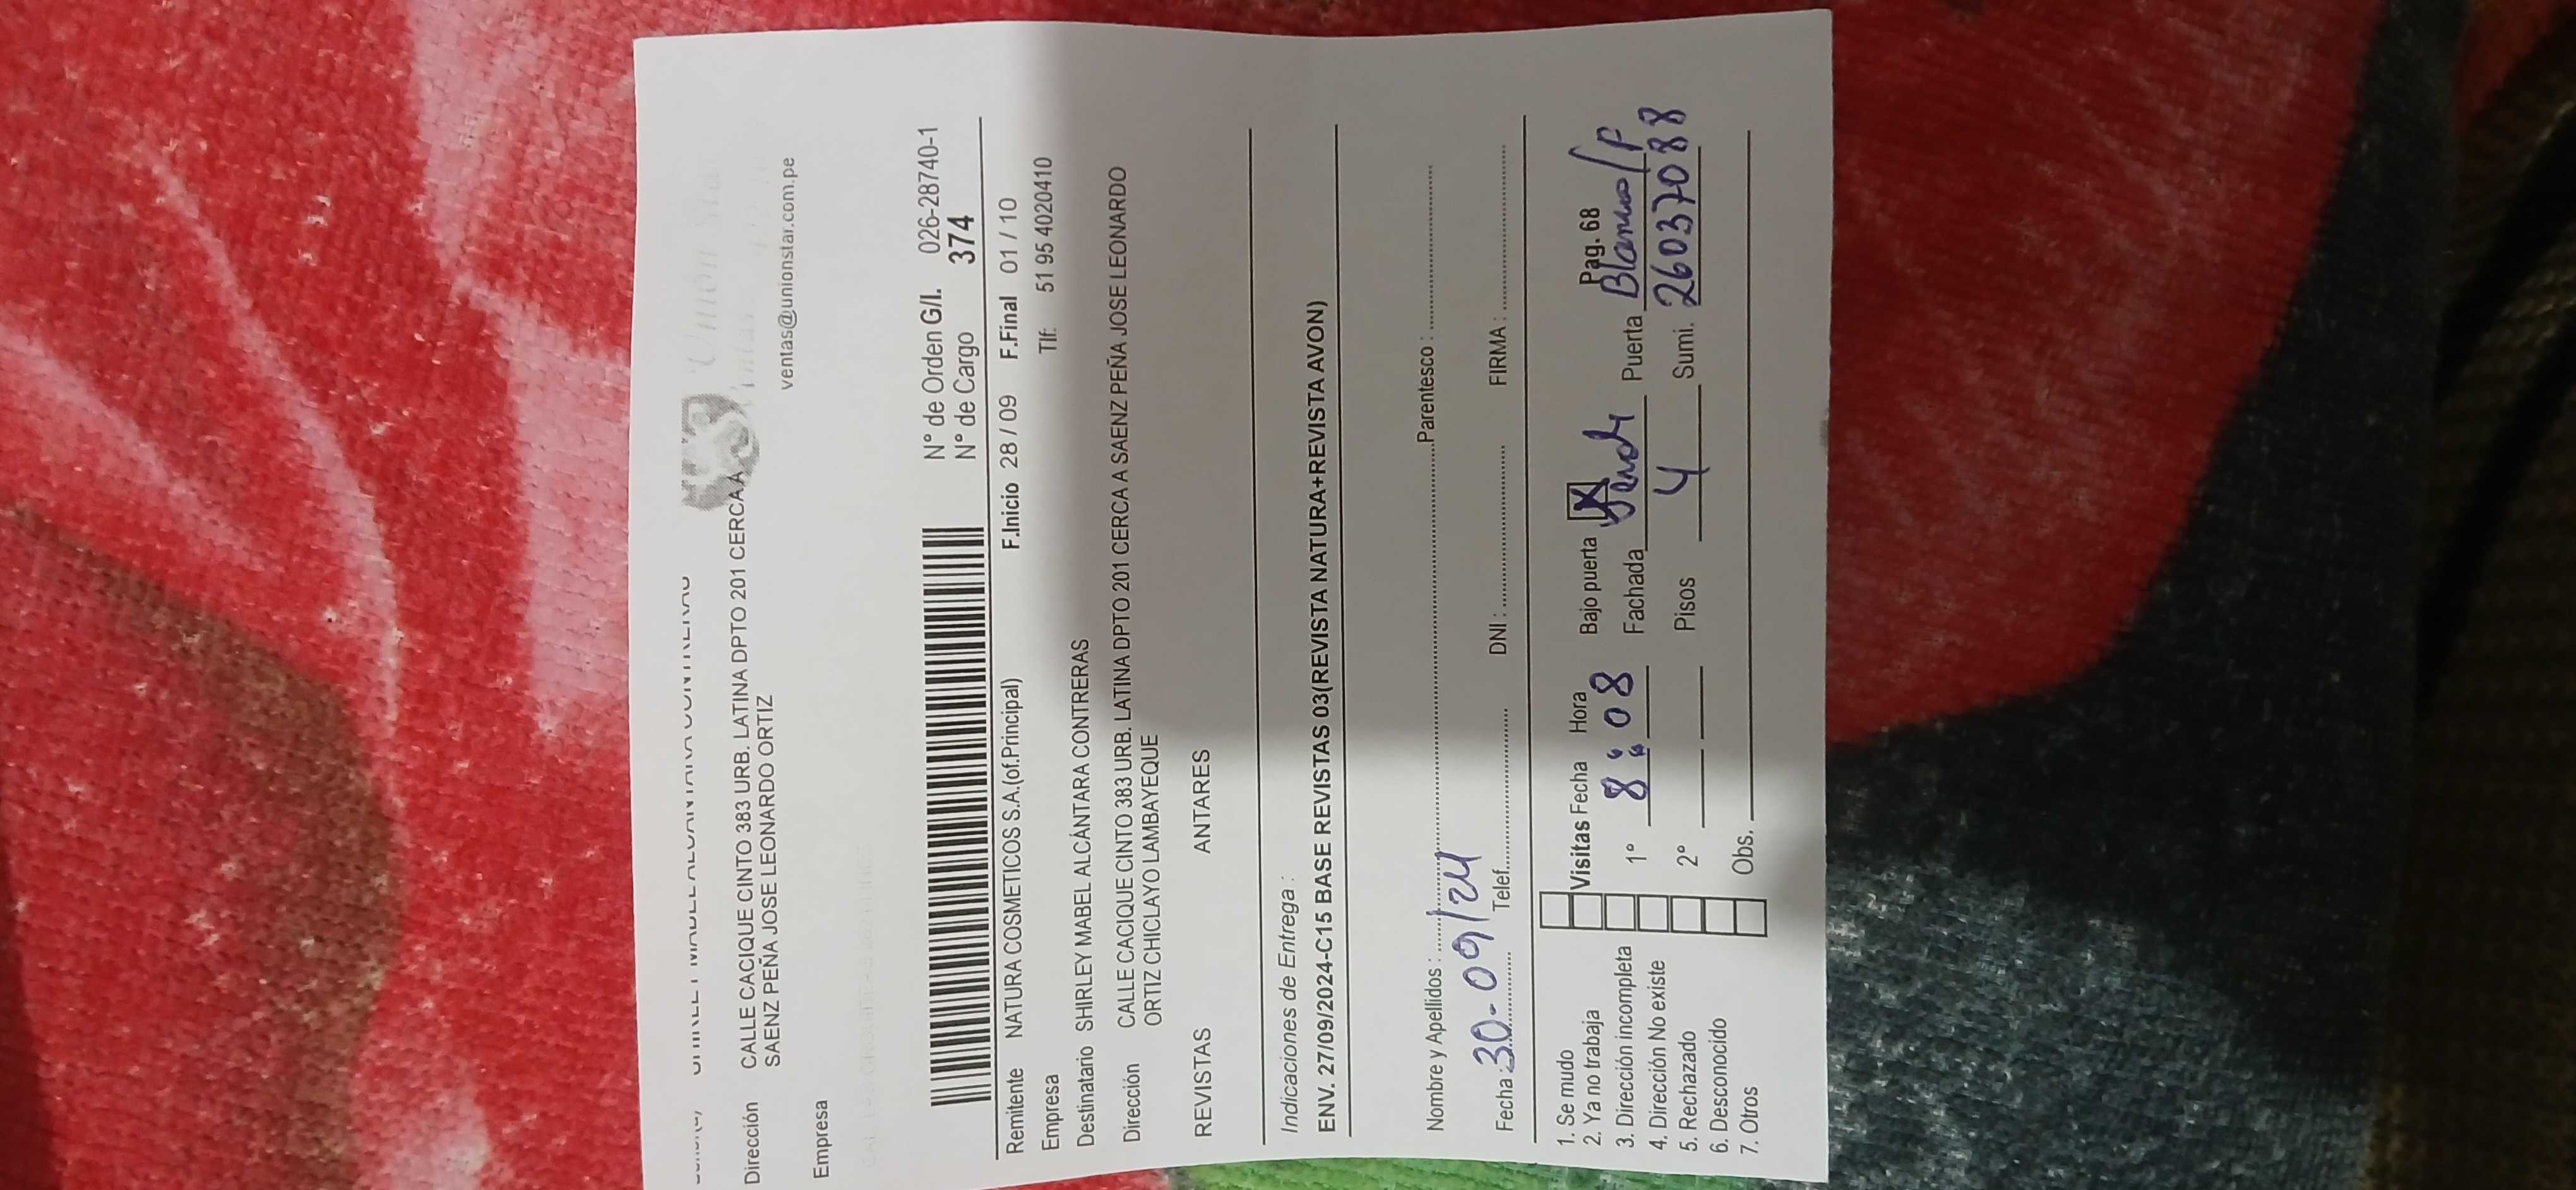 SHIRLEY MABEL ALCÁNTARA CONTRERAS
Dirección CALLE CACIQUE CINTO 383 URB. LATINA DPTO 201 CERCA A
SAENZ PEÑA JOSE LEONARDO ORTIZ
ventas@unionstar.com.pe
Empresa
N° de Orden G/I. 026-28740-1
N° de Cargo 374
Remitente NATURA COSMETICOS S.A.(of.Principal) F.Inicio 28 / 09 F.Final 01 / 10
Empresa Tlf: 51 95 4020410
Destinatario SHIRLEY MABEL ALCÁNTARA CONTRERAS
Dirección CALLE CACIQUE CINTO 383 URB. LATINA DPTO 201 CERCA A SAENZ PEÑA JOSE LEONARDO
ORTIZ CHICLAYO LAMBAYEQUE
REVISTAS ANTARES
Indicaciones de Entrega :
ENV. 27/09/2024-C15 BASE REVISTAS 03(REVISTA NATURA+REVISTA AVON)
Nombre y Apellidos : Parentesco :
Fecha : 30-09/24 Telef. DNI : FIRMA :
1. Se mudo
2. Ya no trabaja
3. Dirección incompleta
4. Dirección No existe
5. Rechazado
6. Desconocido
7. Otros
Visitas Fecha Hora Bajo puerta X Pag. 68
1° 8:08 Fachada Puerta Blanco/P
2° Pisos 4 Sumi. 26037088
Obs.